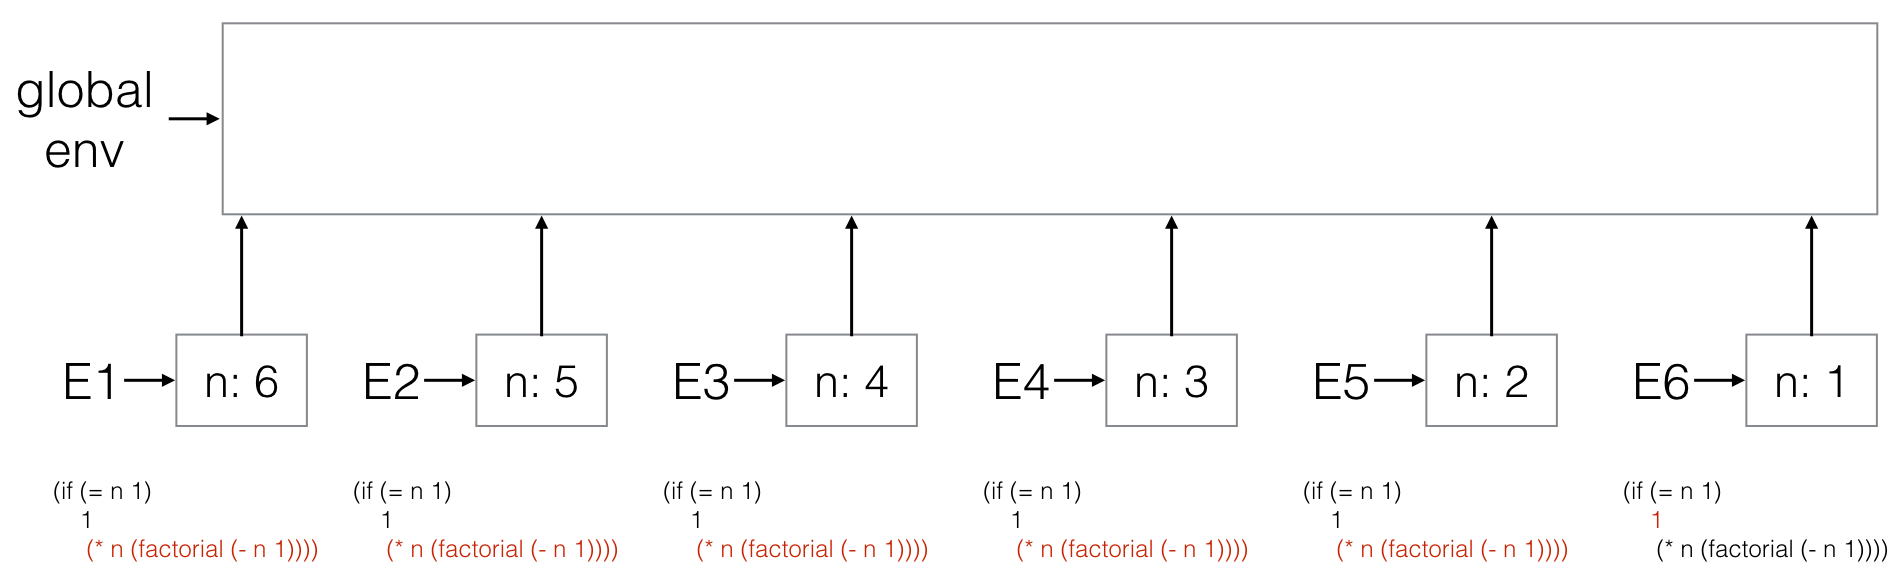 global
env
E1
n: 6
E2
n: 5
E3
n: 4
E4
n: 3
E5
n: 2
E6
n: 1
(if (= n 1)
1
(* n (factorial (- n 1))))
(if (= n 1)
1
(* n (factorial (- n 1))))
(if (= n 1)
1
(* n (factorial (- n 1))))
(if (= n 1)
1
(* n (factorial (- n 1))))
(if (= n 1)
1
(* n (factorial (- n 1))))
(if (= n 1)
1
(* n (factorial (- n 1))))